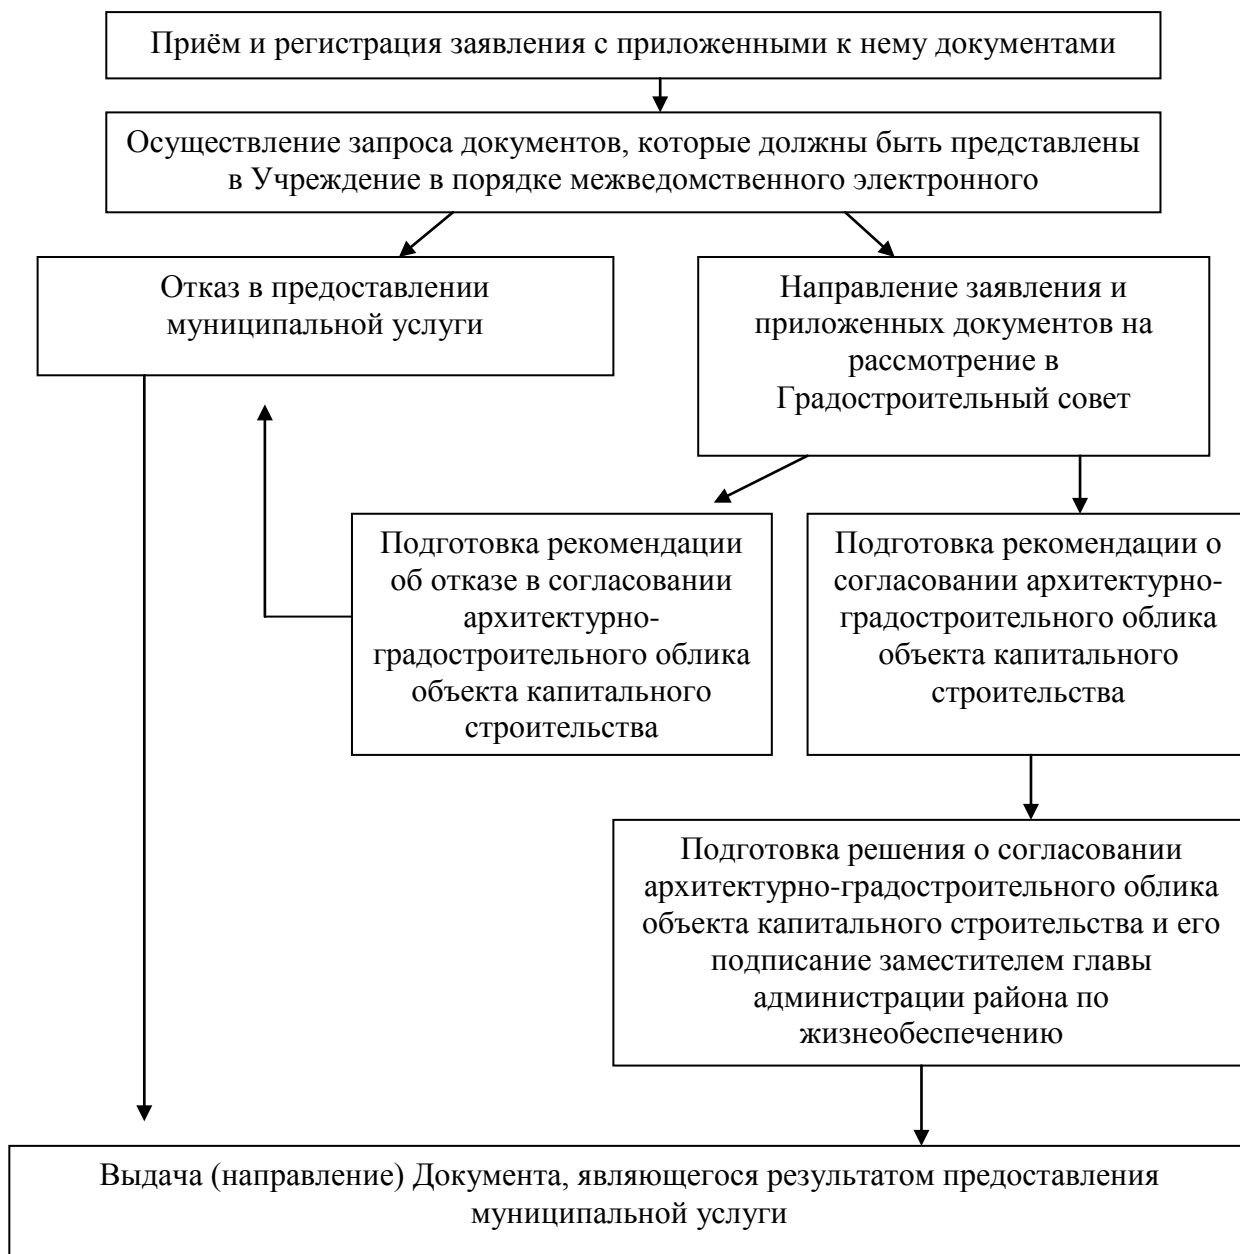 Приём и регистрация заявления с приложенными к нему документами
Осуществление запроса документов, которые должны быть представлены
в Учреждение в порядке межведомственного электронного
Отказ в предоставлении
муниципальной услуги
Направление заявления и
приложенных документов на
рассмотрение в
Градостроительный совет
Подготовка рекомендации
об отказе в согласовании
архитектурно-
градостроительного облика
объекта капитального
строительства
Подготовка рекомендации о
согласовании архитектурно-
градостроительного облика
объекта капитального
строительства
Подготовка решения о согласовании
архитектурно-градостроительного облика
объекта капитального строительства и его
подписание заместителем главы
администрации района по
жизнеобеспечению
Выдача (направление) Документа, являющегося результатом предоставления
муниципальной услуги